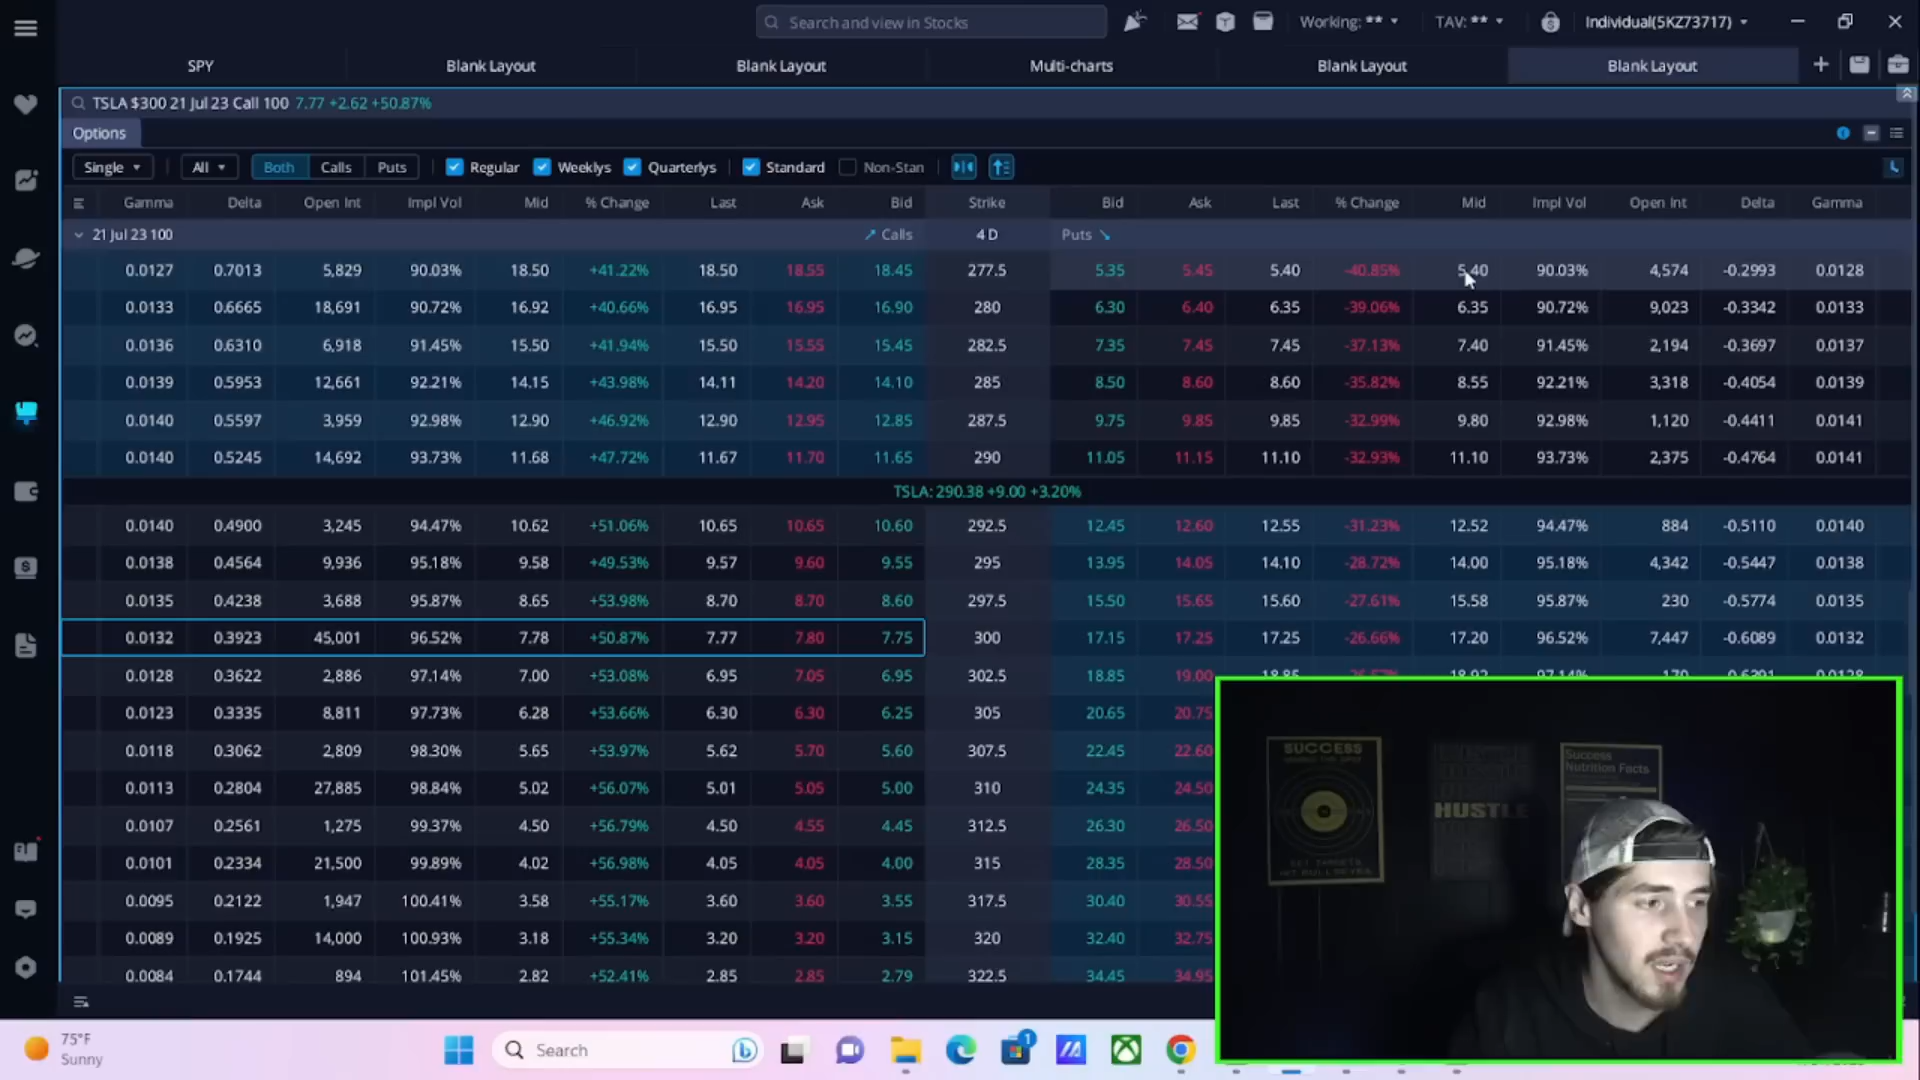 Search and view in Stocks Working: ** TAV: ** Individual(5KZ73717)
SPY Blank Layout Blank Layout Multi-charts Blank Layout Blank Layout
TSLA $300 21 Jul 23 Call 100 7.77 +2.62 +50.87%
Options
Single All Both Calls Puts Regular Weeklys Quarterlys Standard Non-Stan
Gamma Delta Open Int Impl Vol Mid % Change Last Ask Bid Strike Bid Ask Last % Change Mid Impl Vol Open Int Delta Gamma
21 Jul 23 100 Calls 4 D Puts
0.0127 0.7013 5,829 90.03% 18.50 +41.22% 18.50 18.55 18.45 277.5 5.35 5.45 5.40 -40.85% 5.40 90.03% 4,574 -0.2993 0.0128
0.0133 0.6665 18,691 90.72% 16.92 +40.66% 16.95 16.95 16.90 280 6.30 6.40 6.35 -39.06% 6.35 90.72% 9,023 -0.3342 0.0133
0.0136 0.6310 6,918 91.45% 15.50 +41.94% 15.50 15.55 15.45 282.5 7.35 7.45 7.45 -37.13% 7.40 91.45% 2,194 -0.3697 0.0137
0.0139 0.5953 12,661 92.21% 14.15 +43.98% 14.11 14.20 14.10 285 8.50 8.60 8.60 -35.82% 8.55 92.21% 3,318 -0.4054 0.0139
0.0140 0.5597 3,959 92.98% 12.90 +46.92% 12.90 12.95 12.85 287.5 9.75 9.85 9.85 -32.99% 9.80 92.98% 1,120 -0.4411 0.0141
0.0140 0.5245 14,692 93.73% 11.68 +47.72% 11.67 11.70 11.65 290 11.05 11.15 11.10 -32.93% 11.10 93.73% 2,375 -0.4764 0.0141
TSLA: 290.38 +9.00 +3.20%
0.0140 0.4900 3,245 94.47% 10.62 +51.06% 10.65 10.65 10.60 292.5 12.45 12.60 12.55 -31.23% 12.52 94.47% 884 -0.5110 0.0140
0.0138 0.4564 9,936 95.18% 9.58 +49.53% 9.57 9.60 9.55 295 13.95 14.05 14.10 -28.72% 14.00 95.18% 4,342 -0.5447 0.0138
0.0135 0.4238 3,688 95.87% 8.65 +53.98% 8.70 8.70 8.60 297.5 15.50 15.65 15.60 -27.61% 15.58 95.87% 230 -0.5774 0.0135
0.0132 0.3923 45,001 96.52% 7.78 +50.87% 7.77 7.80 7.75 300 17.15 17.25 17.25 -26.66% 17.20 96.52% 7,447 -0.6089 0.0132
0.0128 0.3622 2,886 97.14% 7.00 +53.08% 6.95 7.05 6.95 302.5 18.85 19.00
0.0123 0.3335 8,811 97.73% 6.28 +53.66% 6.30 6.30 6.25 305 20.65 20.75
0.0118 0.3062 2,809 98.30% 5.65 +53.97% 5.62 5.70 5.60 307.5 22.45 22.60
0.0113 0.2804 27,885 98.84% 5.02 +56.07% 5.01 5.05 5.00 310 24.35 24.50
0.0107 0.2561 1,275 99.37% 4.50 +56.79% 4.50 4.55 4.45 312.5 26.30 26.50
0.0101 0.2334 21,500 99.89% 4.02 +56.98% 4.05 4.05 4.00 315 28.35 28.50
0.0095 0.2122 1,947 100.41% 3.58 +55.17% 3.60 3.60 3.55 317.5 30.40 30.55
0.0089 0.1925 14,000 100.93% 3.18 +55.34% 3.20 3.20 3.15 320 32.40 32.75
0.0084 0.1744 894 101.45% 2.82 +52.41% 2.85 2.85 2.79 322.5 34.45 34.95
SUCCESS
HUSTLE
Success
Nutrition Facts
75°F
Sunny
Search
1